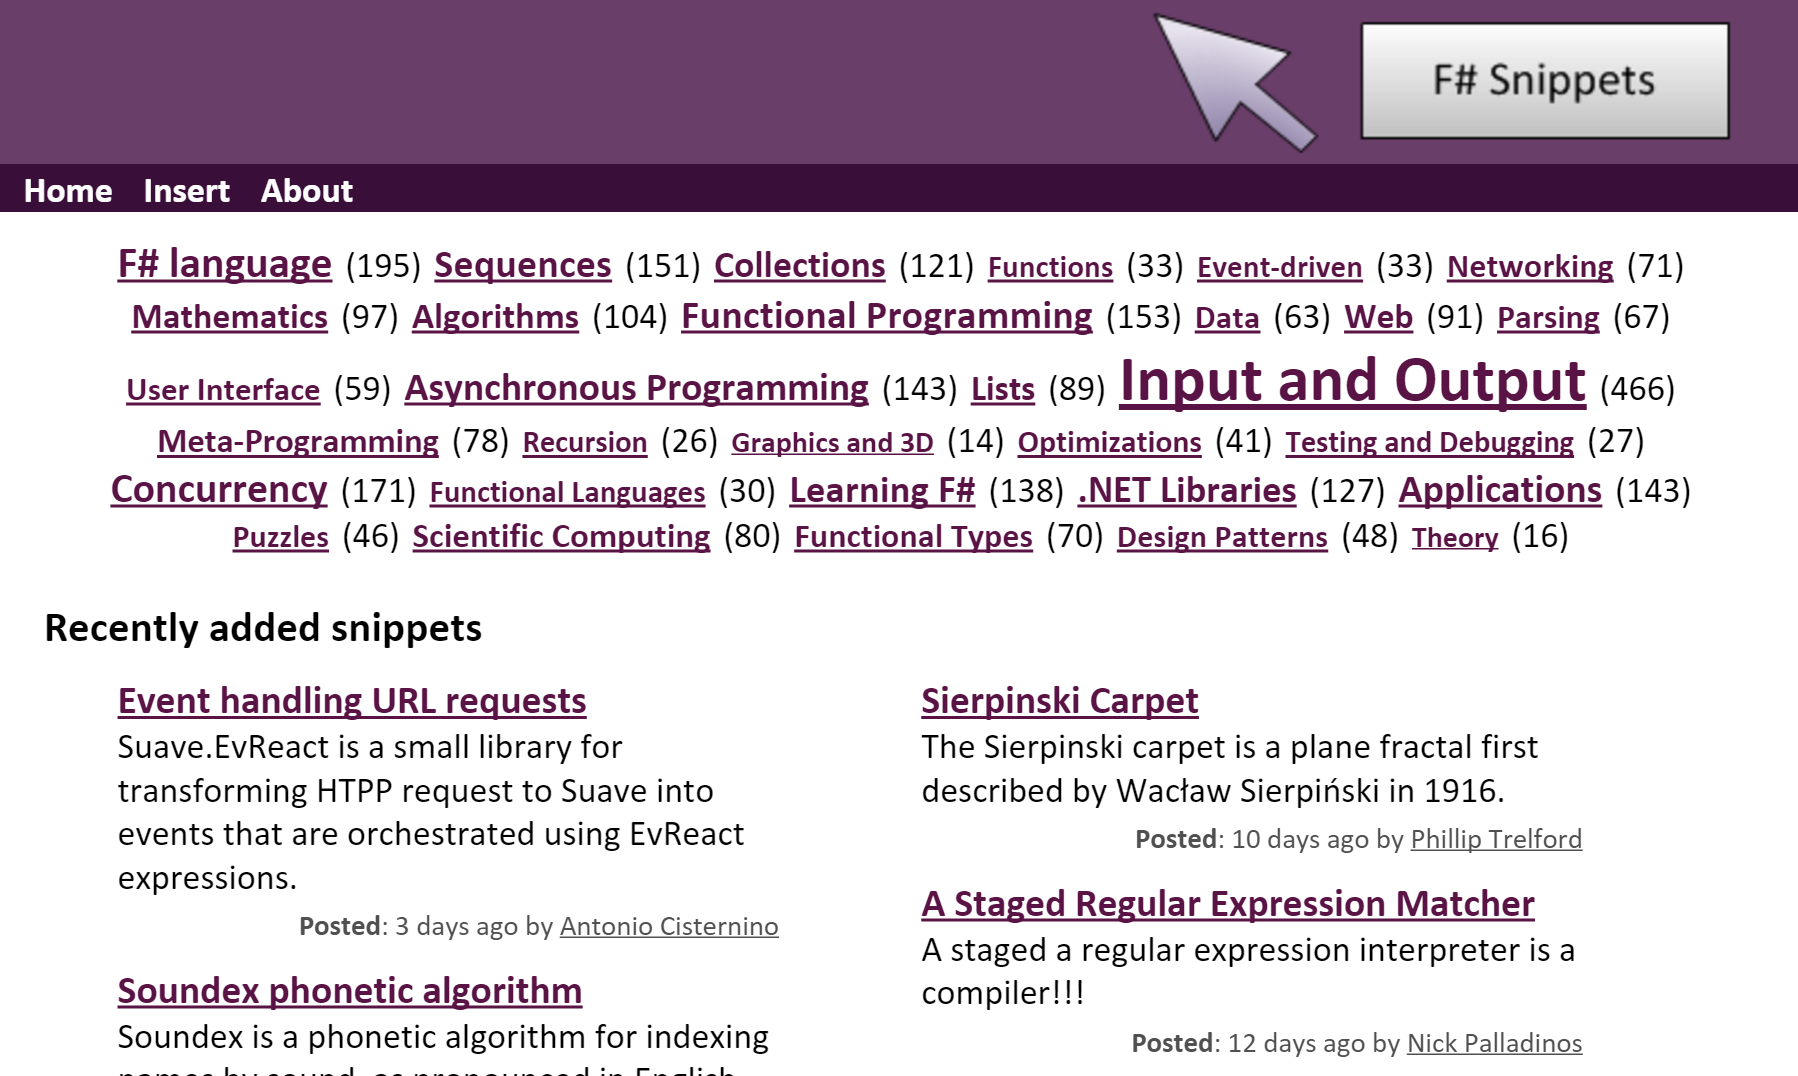 F# Snippets
Home Insert About
F# language (195) Sequences (151) Collections (121) Functions (33) Event-driven (33) Networking (71)
Mathematics (97) Algorithms (104) Functional Programming (153) Data (63) Web (91) Parsing (67)
User Interface (59) Asynchronous Programming (143) Lists (89) Input and Output (466)
Meta-Programming (78) Recursion (26) Graphics and 3D (14) Optimizations (41) Testing and Debugging (27)
Concurrency (171) Functional Languages (30) Learning F# (138) .NET Libraries (127) Applications (143)
Puzzles (46) Scientific Computing (80) Functional Types (70) Design Patterns (48) Theory (16)
Recently added snippets
Event handling URL requests
Suave.EvReact is a small library for
transforming HTPP request to Suave into
events that are orchestrated using EvReact
expressions.
Posted: 3 days ago by Antonio Cisternino
Soundex phonetic algorithm
Soundex is a phonetic algorithm for indexing
names by sound, as pronounced in English.
Sierpinski Carpet
The Sierpinski carpet is a plane fractal first
described by Wacław Sierpiński in 1916.
Posted: 10 days ago by Phillip Trelford
A Staged Regular Expression Matcher
A staged a regular expression interpreter is a
compiler!!!
Posted: 12 days ago by Nick Palladinos